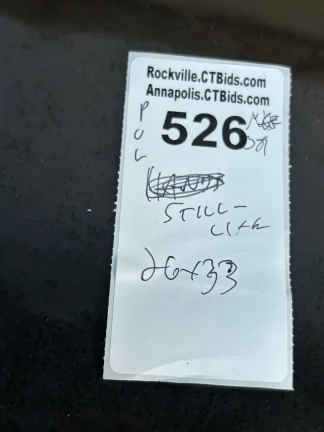 Rockville.CTBids.com
Annapolis.CTBids.com
P
U
L
526
STILL-
LIFE
26x33